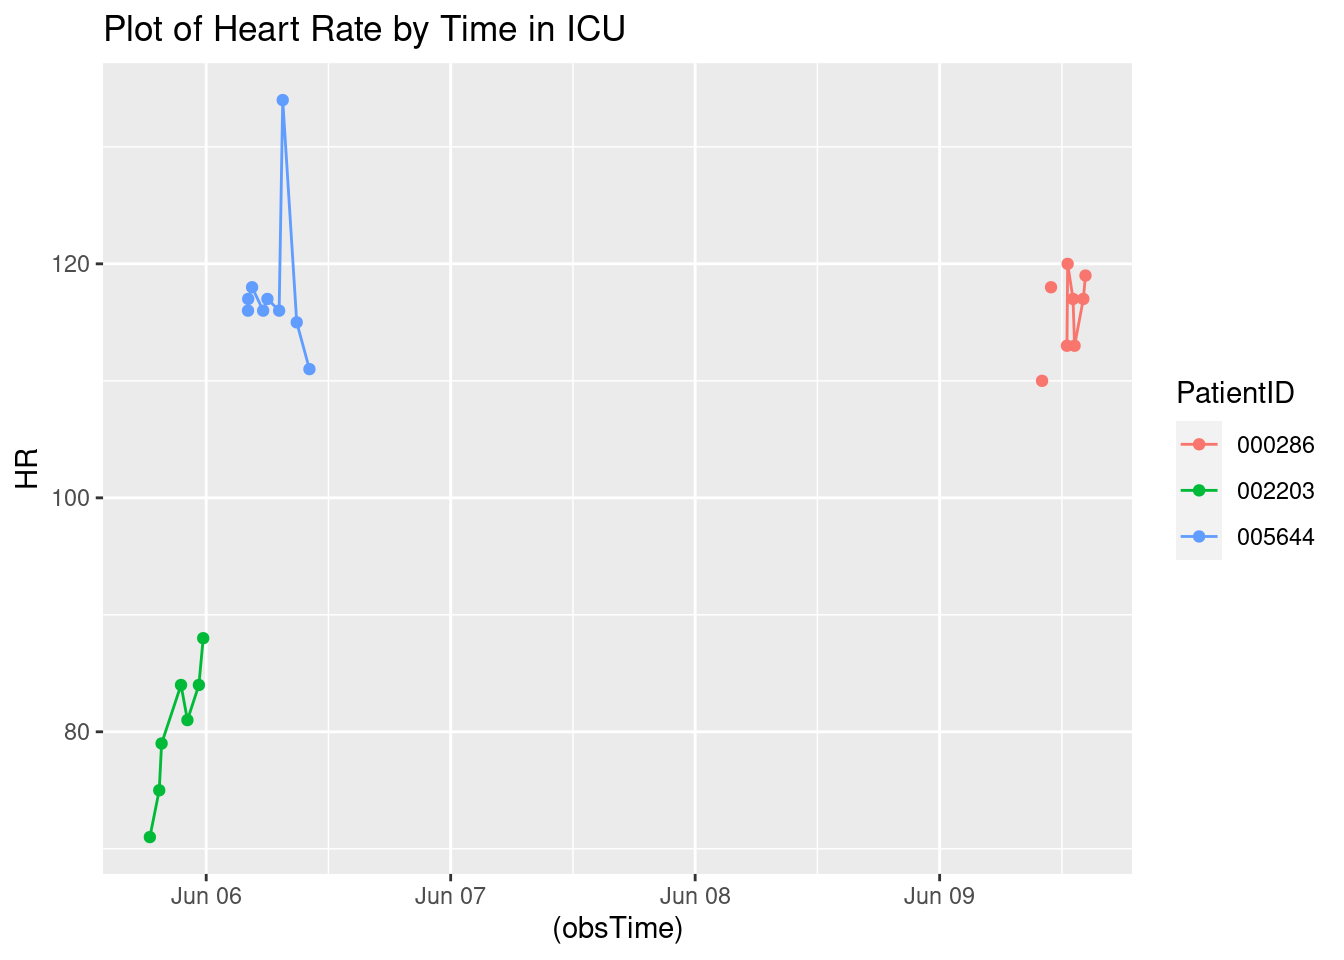 Plot of Heart Rate by Time in ICU
HR
120
100
80
Jun 06 Jun 07 Jun 08 Jun 09
(obsTime)
PatientID
000286
002203
005644